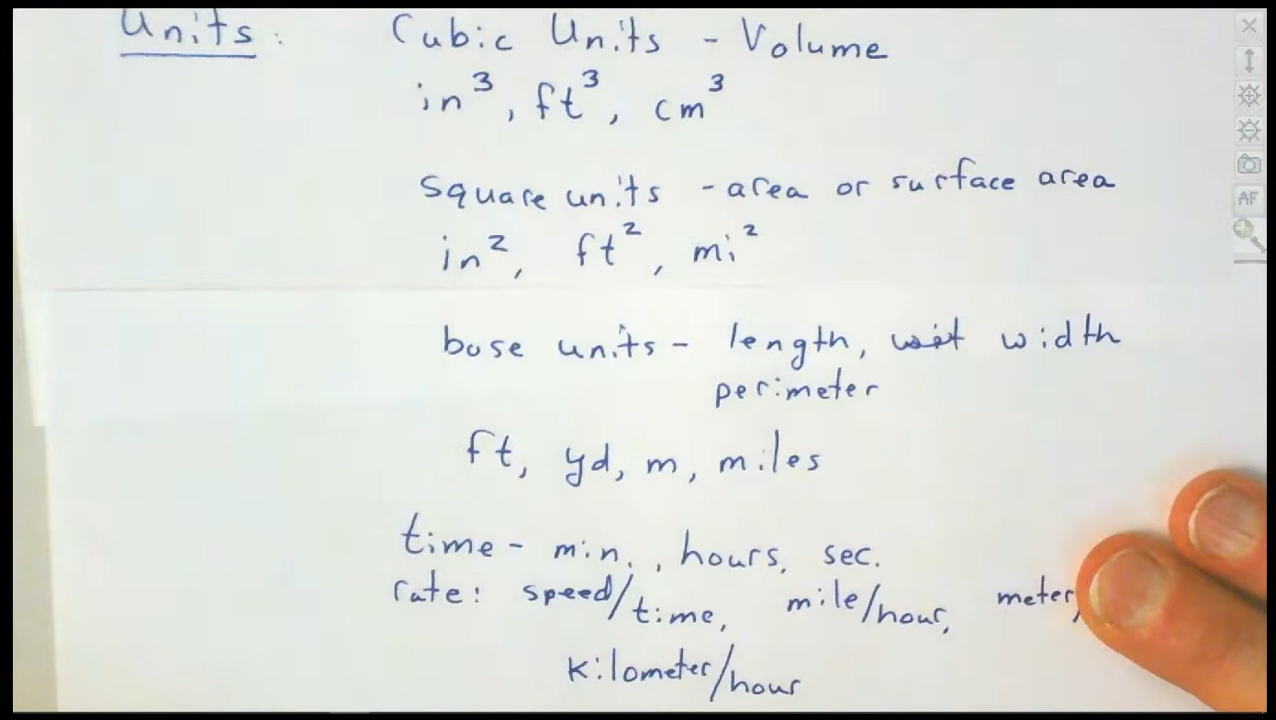 Units: Cubic Units - Volume
in³, ft³, cm³
square units - area or surface area
in², ft², mi²
base units - length, width
perimeter
ft, yd, m, miles
time - min., hours, sec.
rate: speed/time, mile/hour, meter
kilometer/hour
AF